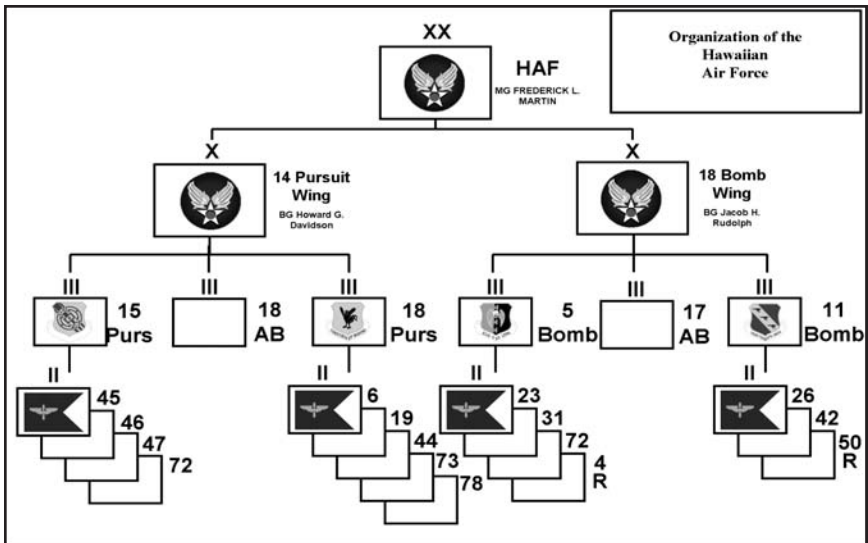 XX
Organization of the
Hawaiian
Air Force
HAF
MG FREDERICK L.
MARTIN
X
14 Pursuit
Wing
BG Howard G.
Davidson
X
18 Bomb
Wing
BG Jacob H.
Rudolph
III
15
Purs
III
18
AB
III
18
Purs
III
5
Bomb
III
17
AB
III
11
Bomb
II
45
46
47
72
II
6
19
44
73
78
II
23
31
72
4
R
II
26
42
50
R